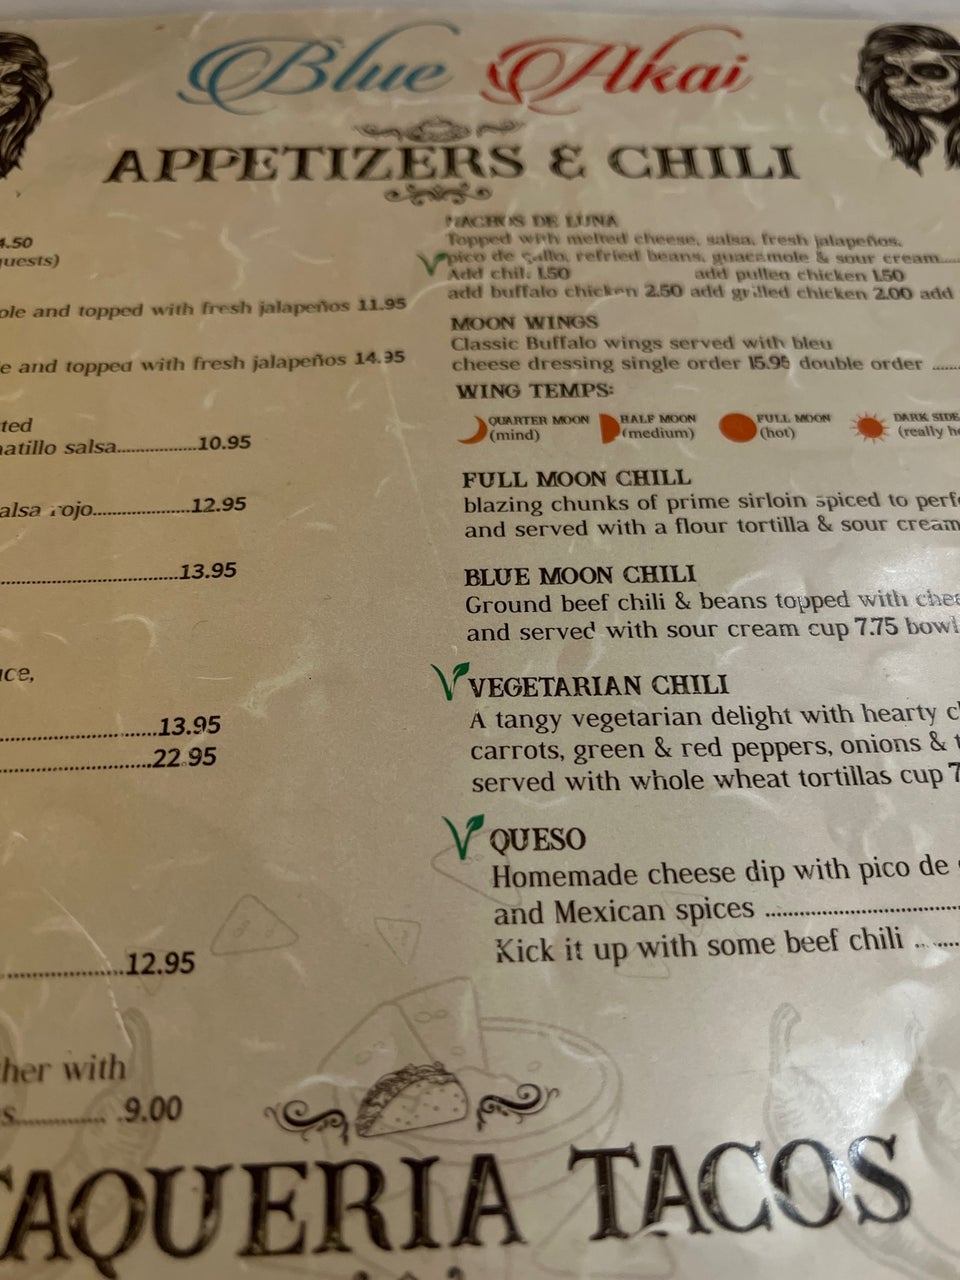 Blue Akai
APPETIZERS & CHILI
4.50
quests)
ole and topped with fresh jalapeños 11.95
e and topped with fresh jalapeños 14.95
ted
atillo salsa..................10.95
alsa rojo.....................12.95
.......................................13.95
uce,
..................................13.95
................................22.95
.........................12.95
her with
s.................. .9.00
NACHOS DE LUNA
Topped with melted cheese, salsa, fresh jalapeños,
pico de gallo, refried beans, guacamole & sour cream.....
Add chili 1.50 add pulled chicken 1.50
add buffalo chicken 2.50 add grilled chicken 2.00 add
MOON WINGS
Classic Buffalo wings served with bleu
cheese dressing single order 15.95 double order ......
WING TEMPS:
QUARTER MOON
(mind)
HALF MOON
(medium)
FULL MOON
(hot)
DARK SIDE
(really
FULL MOON CHILL
blazing chunks of prime sirloin spiced to perf
and served with a flour tortilla & sour cream
BLUE MOON CHILI
Ground beef chili & beans topped with chee
and served with sour cream cup 7.75 bowl
VEGETARIAN CHILI
A tangy vegetarian delight with hearty
carrots, green & red peppers, onions &
served with whole wheat tortillas cup 7
QUESO
Homemade cheese dip with pico de
and Mexican spices ......................................
Kick it up with some beef chili .. .....
TAQUERIA TACOS